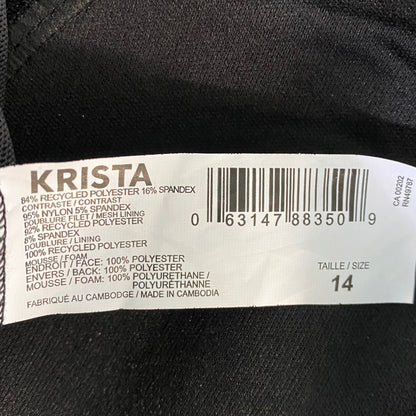 KRISTA
84% RECYCLED POLYESTER 16% SPANDEX
CONTRASTE / CONTRAST
95% NYLON 5% SPANDEX
DOUBLURE FILET / MESH LINING
92% RECYCLED POLYESTER
8% SPANDEX
DOUBLURE / LINING
100% RECYCLED POLYESTER
MOUSSE / FOAM
ENDROIT / FACE: 100% POLYESTER
ENVERS / BACK: 100% POLYESTER
MOUSSE / FOAM: 100% POLYURETHANE /
POLYURÉTHANNE
FABRIQUÉ AU CAMBODGE / MADE IN CAMBODIA
0 63147 88350 9
TAILLE / SIZE
14
CA 00202
RN49787